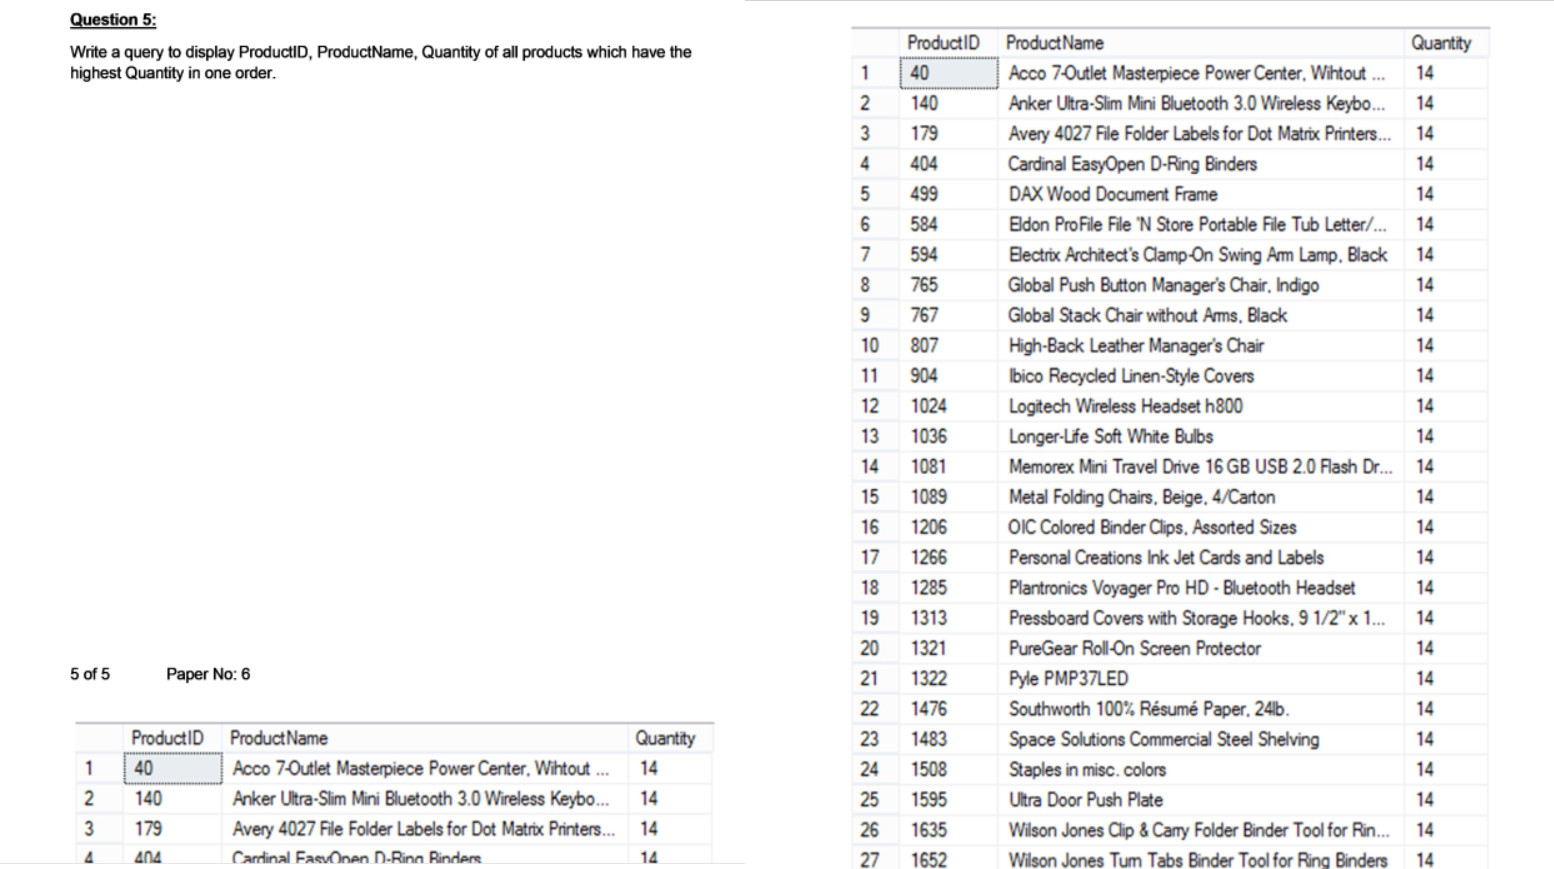 Question 5:
Write a query to display ProductID, ProductName, Quantity of all products which have the
highest Quantity in one order.
5 of 5 Paper No: 6
ProductID ProductName Quantity
1 40 Acco 7-Outlet Masterpiece Power Center, Wihtout ... 14
2 140 Anker Ultra-Slim Mini Bluetooth 3.0 Wireless Keybo... 14
3 179 Avery 4027 File Folder Labels for Dot Matrix Printers... 14
4 404 Cardinal EasyOpen D-Ring Binders 14
ProductID ProductName Quantity
1 40 Acco 7-Outlet Masterpiece Power Center, Wihtout ... 14
2 140 Anker Ultra-Slim Mini Bluetooth 3.0 Wireless Keybo... 14
3 179 Avery 4027 File Folder Labels for Dot Matrix Printers... 14
4 404 Cardinal EasyOpen D-Ring Binders 14
5 499 DAX Wood Document Frame 14
6 584 Eldon ProFile File 'N Store Portable File Tub Letter/... 14
7 594 Electrix Architect's Clamp-On Swing Arm Lamp, Black 14
8 765 Global Push Button Manager's Chair, Indigo 14
9 767 Global Stack Chair without Arms, Black 14
10 807 High-Back Leather Manager's Chair 14
11 904 Ibico Recycled Linen-Style Covers 14
12 1024 Logitech Wireless Headset h800 14
13 1036 Longer-Life Soft White Bulbs 14
14 1081 Memorex Mini Travel Drive 16 GB USB 2.0 Flash Dr... 14
15 1089 Metal Folding Chairs, Beige, 4/Carton 14
16 1206 OIC Colored Binder Clips, Assorted Sizes 14
17 1266 Personal Creations Ink Jet Cards and Labels 14
18 1285 Plantronics Voyager Pro HD - Bluetooth Headset 14
19 1313 Pressboard Covers with Storage Hooks, 9 1/2" x 1... 14
20 1321 PureGear Roll-On Screen Protector 14
21 1322 Pyle PMP37LED 14
22 1476 Southworth 100% Résumé Paper, 24lb. 14
23 1483 Space Solutions Commercial Steel Shelving 14
24 1508 Staples in misc. colors 14
25 1595 Ultra Door Push Plate 14
26 1635 Wilson Jones Clip & Carry Folder Binder Tool for Rin... 14
27 1652 Wilson Jones Turn Tabs Binder Tool for Ring Binders 14